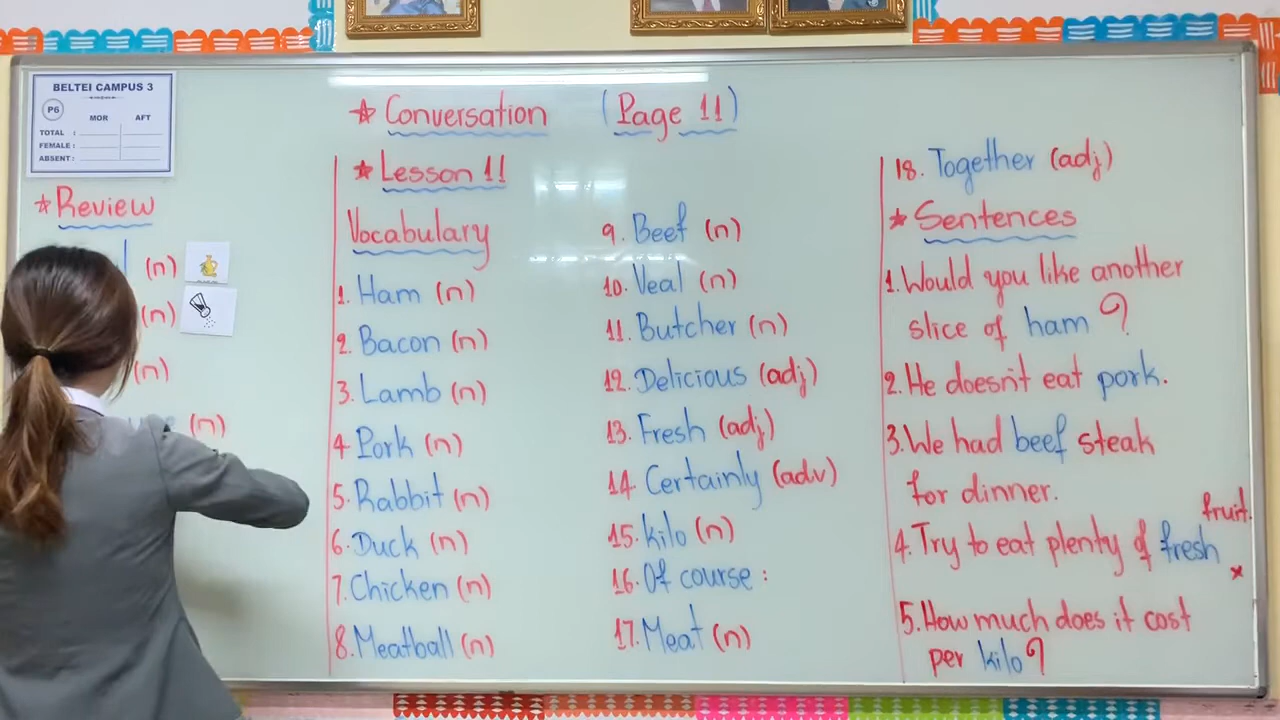 BELTEI CAMPUS 3
P6
MOR AFT
TOTAL :
FEMALE :
ABSENT :
* Conversation (Page 11)
* Review
(n)
(n)
(n)
(n)
* Lesson 11
Vocabulary
1. Ham (n)
2. Bacon (n)
3. Lamb (n)
4 Pork (n)
5. Rabbit (n)
6. Duck (n)
7. Chicken (n)
8. Meatball (n)
9. Beef (n)
10. Veal (n)
11. Butcher (n)
12. Delicious (adj)
13. Fresh (adj)
14. Certainly (adv)
15. kilo (n)
16. Of course :
17. Meat (n)
18. Together (adj)
* Sentences
1. Would you like another
slice of ham ?
2. He doesn't eat pork.
3. We had beef steak
for dinner.
4. Try to eat plenty of fresh
fruit.
5. How much does it cost
per kilo?